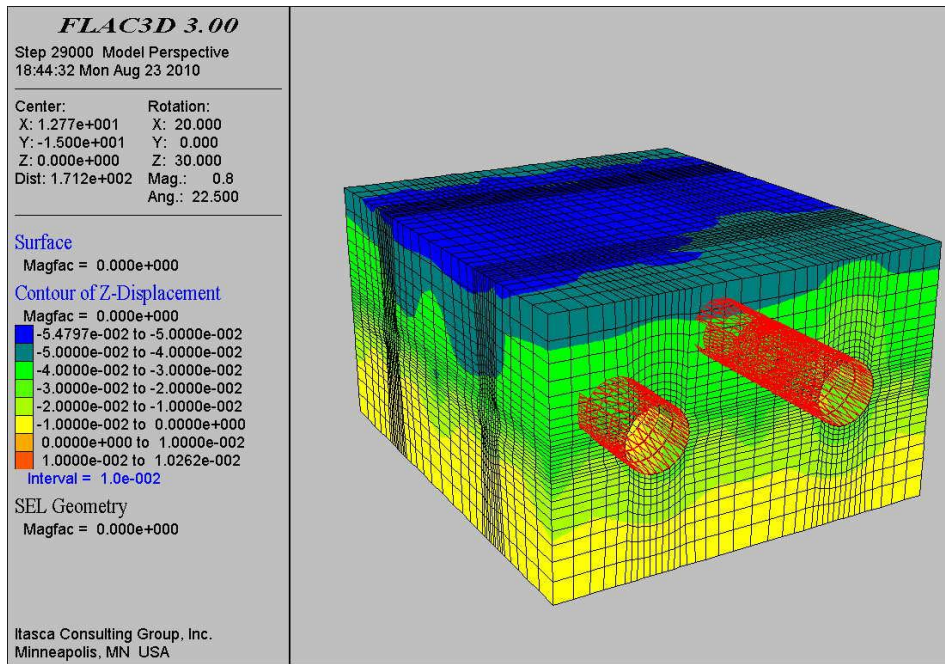 FLAC3D 3.00
Step 29000 Model Perspective
18:44:32 Mon Aug 23 2010
Center: Rotation:
X: 1.277e+001 X: 20.000
Y: -1.500e+001 Y: 0.000
Z: 0.000e+000 Z: 30.000
Dist: 1.712e+002 Mag.: 0.8
Ang.: 22.500
Surface
Magfac = 0.000e+000
Contour of Z-Displacement
Magfac = 0.000e+000
-5.4797e-002 to -5.0000e-002
-5.0000e-002 to -4.0000e-002
-4.0000e-002 to -3.0000e-002
-3.0000e-002 to -2.0000e-002
-2.0000e-002 to -1.0000e-002
-1.0000e-002 to 0.0000e+000
0.0000e+000 to 1.0000e-002
1.0000e-002 to 1.0262e-002
Interval = 1.0e-002
SEL Geometry
Magfac = 0.000e+000
Itasca Consulting Group, Inc.
Minneapolis, MN USA